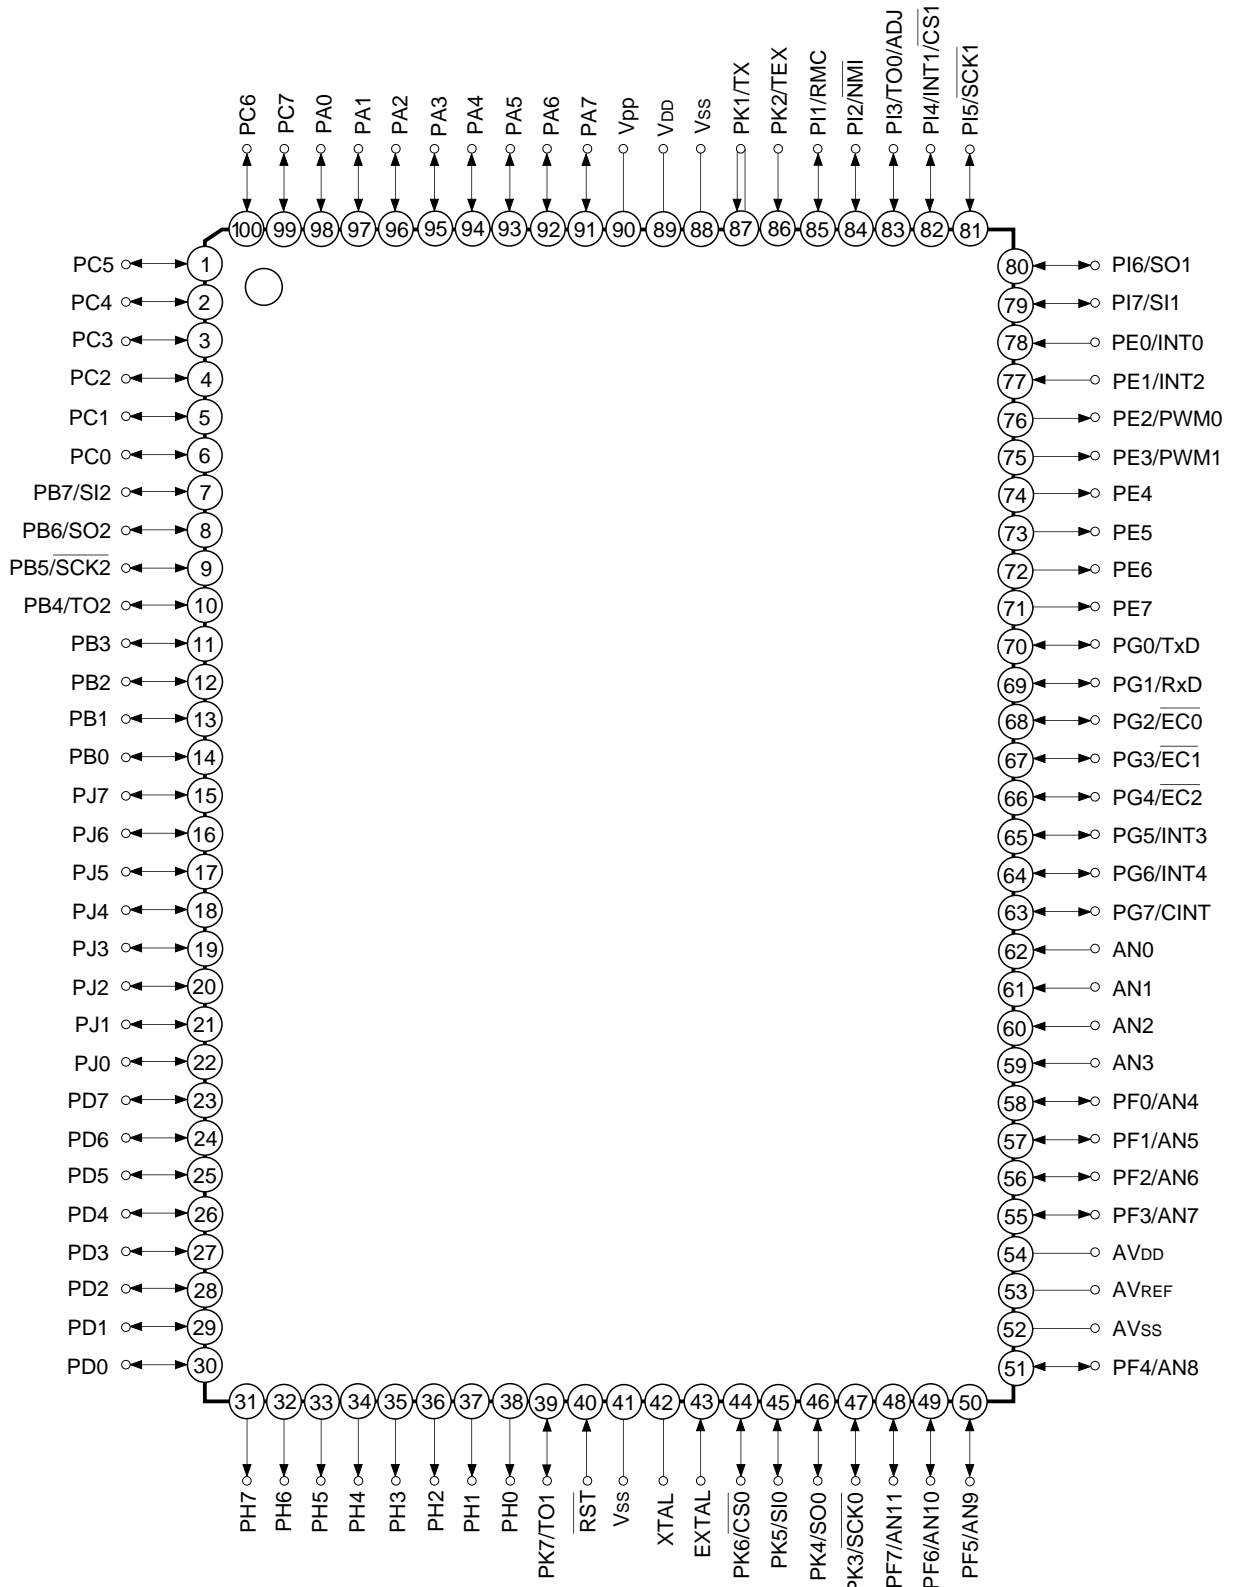 PC6
PC7
PA0
PA1
PA2
PA3
PA4
PA5
PA6
PA7
Vpp
VDD
VSS
PK1/TX
PK2/TEX
PI1/RMC
PI2/N̅M̅I̅
PI3/TO0/ADJ
PI4/INT1/C̅S̅1̅
PI5/S̅C̅K̅1̅
100 99 98 97 96 95 94 93 92 91 90 89 88 87 86 85 84 83 82 81
PC5 1
PC4 2
PC3 3
PC2 4
PC1 5
PC0 6
PB7/SI2 7
PB6/SO2 8
PB5/S̅C̅K̅2̅ 9
PB4/TO2 10
PB3 11
PB2 12
PB1 13
PB0 14
PJ7 15
PJ6 16
PJ5 17
PJ4 18
PJ3 19
PJ2 20
PJ1 21
PJ0 22
PD7 23
PD6 24
PD5 25
PD4 26
PD3 27
PD2 28
PD1 29
PD0 30
80 PI6/SO1
79 PI7/SI1
78 PE0/INT0
77 PE1/INT2
76 PE2/PWM0
75 PE3/PWM1
74 PE4
73 PE5
72 PE6
71 PE7
70 PG0/TxD
69 PG1/RxD
68 PG2/E̅C̅0̅
67 PG3/E̅C̅1̅
66 PG4/E̅C̅2̅
65 PG5/INT3
64 PG6/INT4
63 PG7/CINT
62 AN0
61 AN1
60 AN2
59 AN3
58 PF0/AN4
57 PF1/AN5
56 PF2/AN6
55 PF3/AN7
54 AVDD
53 AVREF
52 AVSS
51 PF4/AN8
31 32 33 34 35 36 37 38 39 40 41 42 43 44 45 46 47 48 49 50
PH7
PH6
PH5
PH4
PH3
PH2
PH1
PH0
PK7/TO1
R̅S̅T̅
VSS
XTAL
EXTAL
PK6/C̅S̅0̅
PK5/SI0
PK4/SO0
PK3/S̅C̅K̅0̅
PF7/AN11
PF6/AN10
PF5/AN9